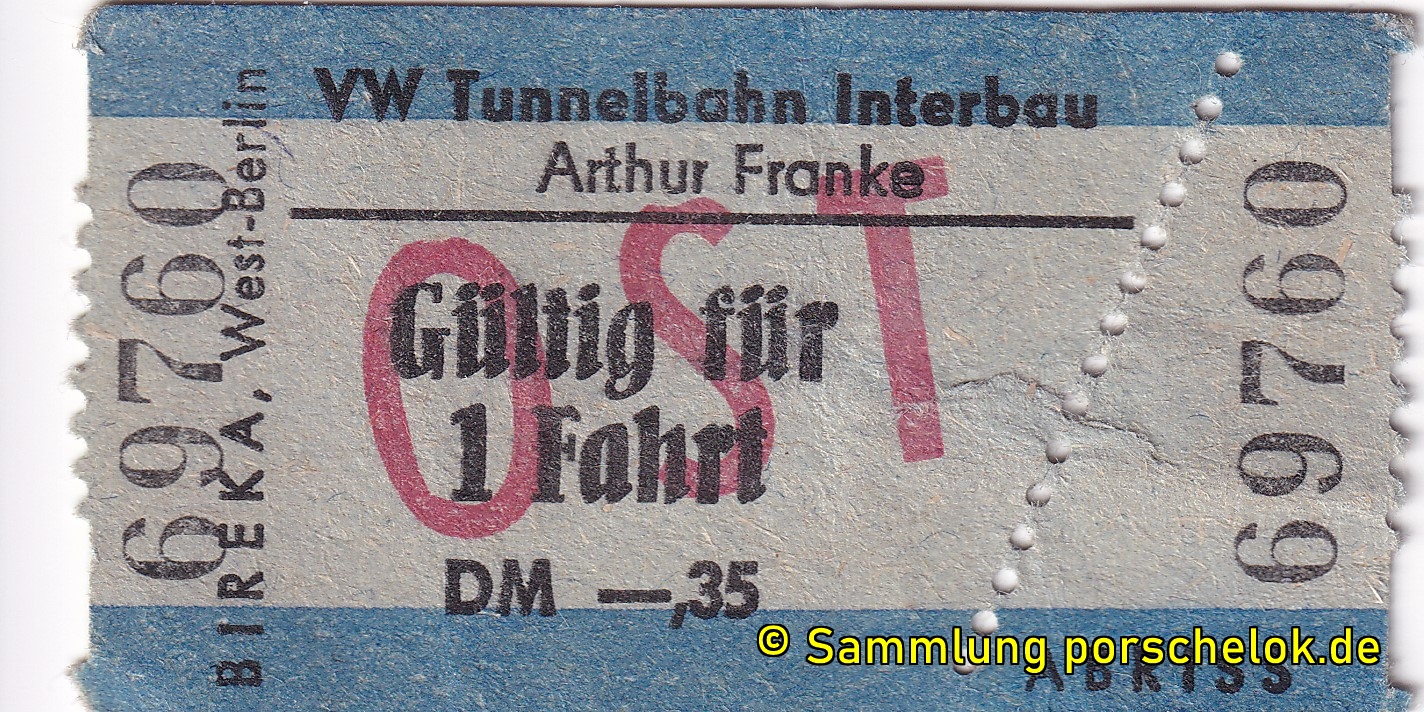 VW Tunnelbahn Interbau
Arthur Franke
OST
Gültig für
1 Fahrt
DM —,35
69760
BIREKA, West-Berlin
69760
ABRISS
© Sammlung porschelok.de